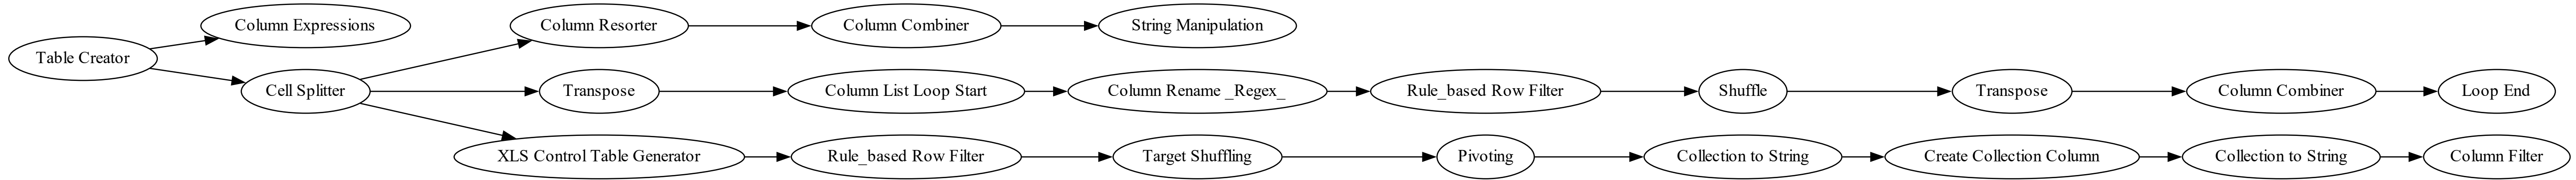 Column Expressions
Column Resorter
Column Combiner
String Manipulation
Table Creator
Cell Splitter
Transpose
Column List Loop Start
Column Rename _Regex_
Rule_based Row Filter
Shuffle
Transpose
Column Combiner
Loop End
XLS Control Table Generator
Rule_based Row Filter
Target Shuffling
Pivoting
Collection to String
Create Collection Column
Collection to String
Column Filter